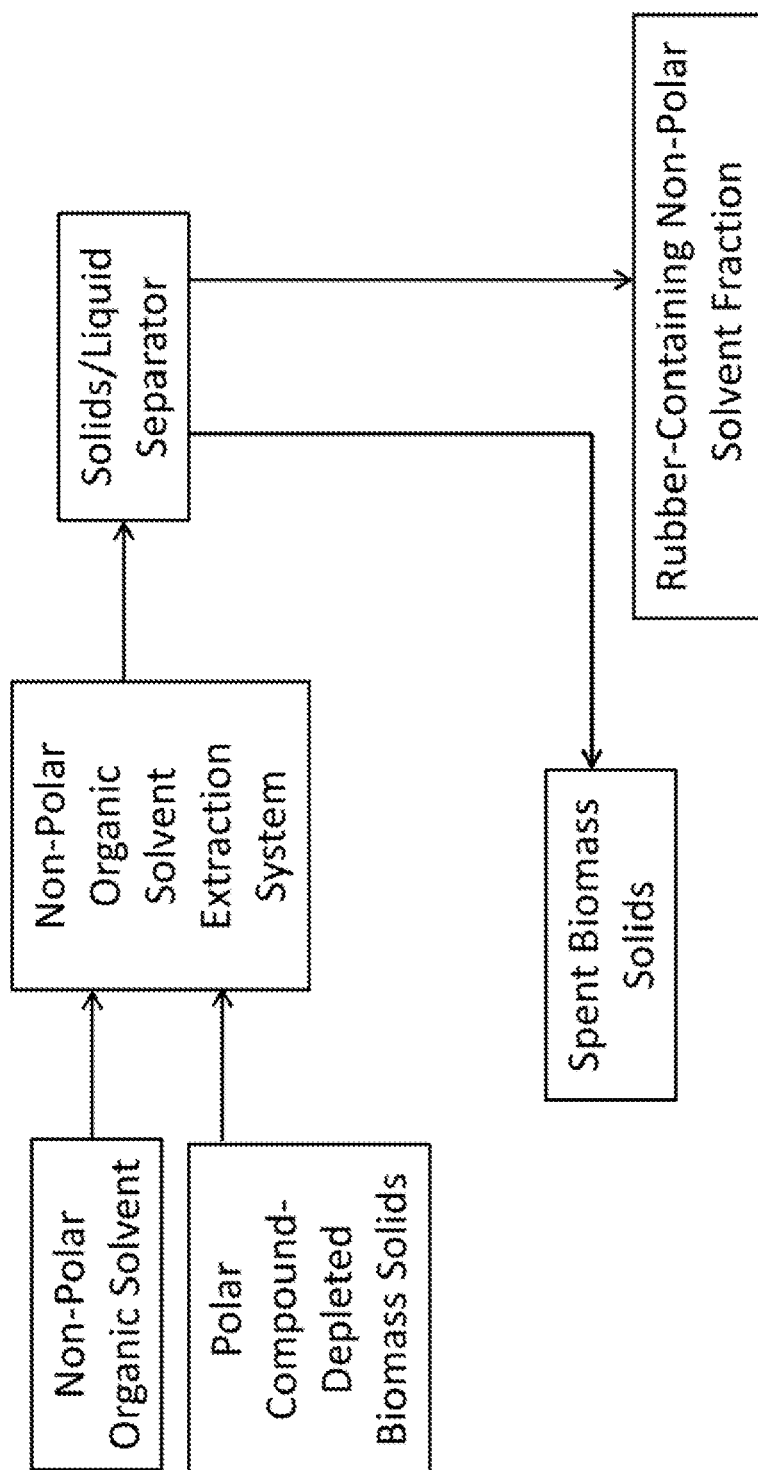 Non-Polar
Organic Solvent
Polar
Compound-
Depleted
Biomass Solids
Non-Polar
Organic
Solvent
Extraction
System
Solids/Liquid
Separator
Spent Biomass
Solids
Rubber-Containing Non-Polar
Solvent Fraction